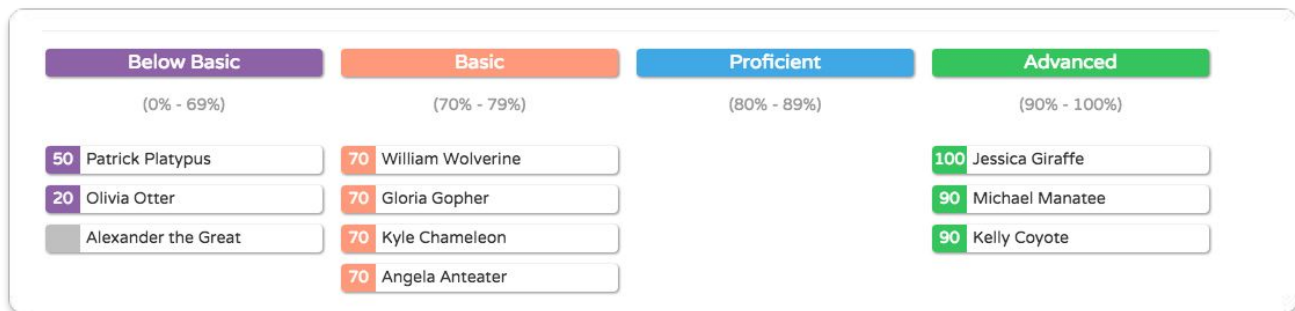 Below Basic Basic Proficient Advanced
(0% - 69%) (70% - 79%) (80% - 89%) (90% - 100%)
50 Patrick Platypus 70 William Wolverine 100 Jessica Giraffe
20 Olivia Otter 70 Gloria Gopher 90 Michael Manatee
Alexander the Great 70 Kyle Chameleon 90 Kelly Coyote
70 Angela Anteater